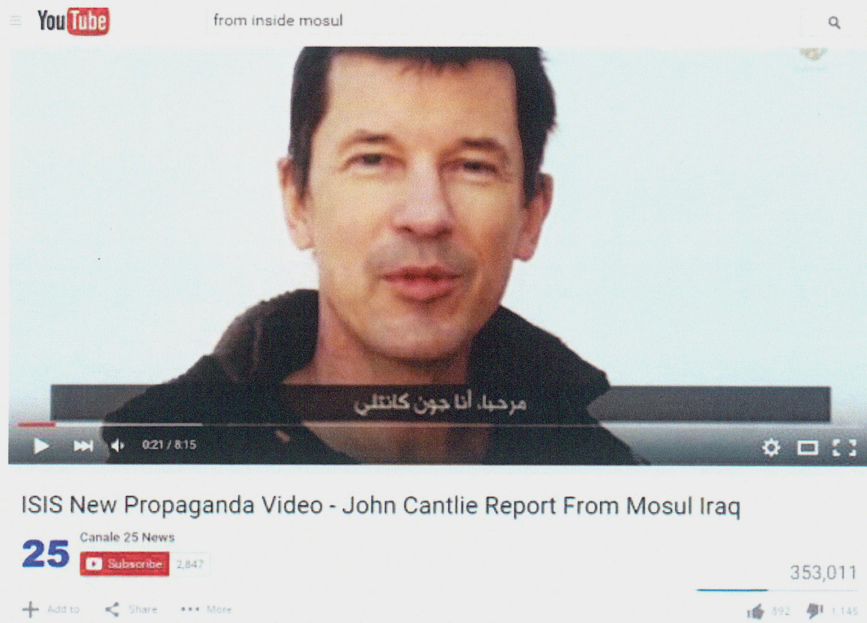 YouTube
from inside mosul
مرحبا، أنا جون كانتلي
0:21 / 8:15
ISIS New Propaganda Video - John Cantlie Report From Mosul Iraq
25
Canale 25 News
Subscribe 2,847
353,011
Add to Share More
892 1,145